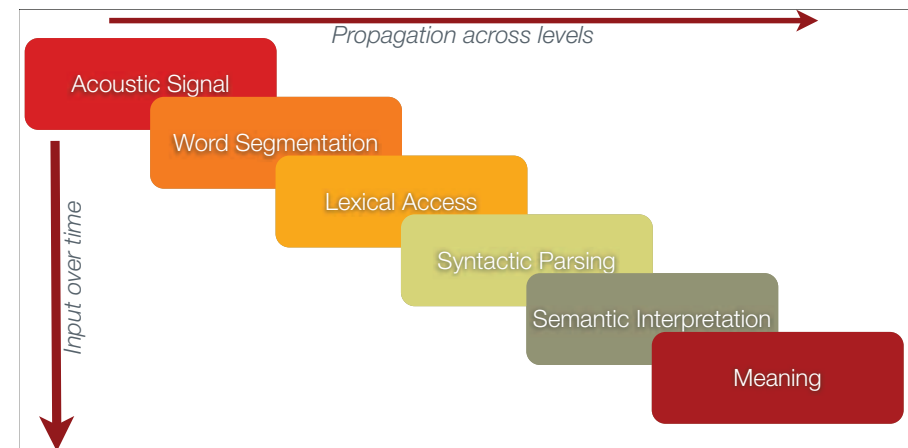 Propagation across levels
Acoustic Signal
Word Segmentation
Lexical Access
Input over time
Syntactic Parsing
Semantic Interpretation
Meaning